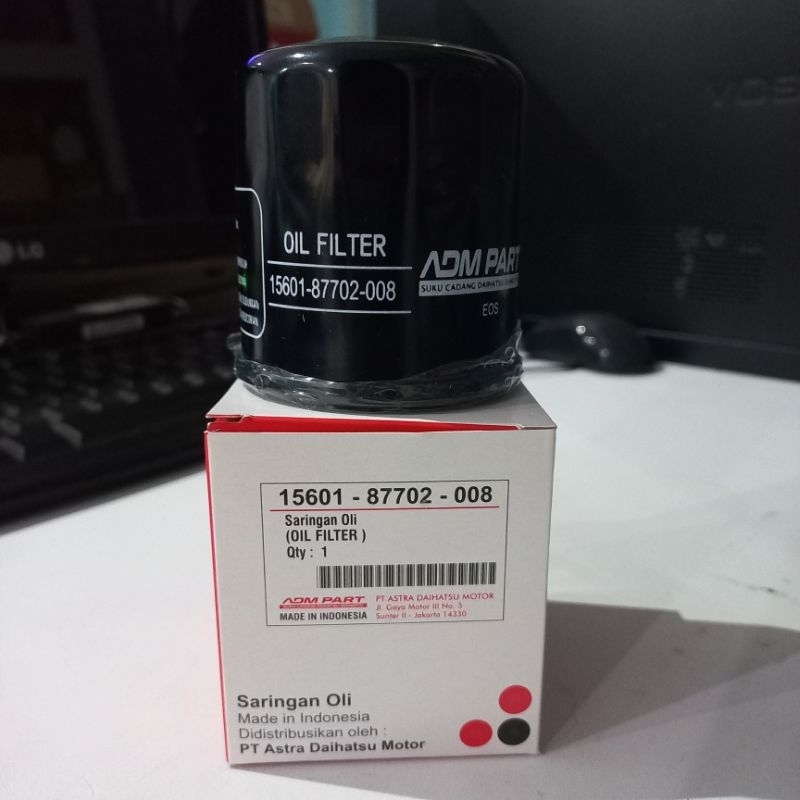 OIL FILTER
15601-87702-008
ADM PART
SUKU CADANG DAIHATSU
EOS
LG
15601 - 87702 - 008
Saringan Oli
(OIL FILTER )
Qty : 1
ADM PART
MADE IN INDONESIA
PT ASTRA DAIHATSU MOTOR
Jl. Gaya Motor III No. 5
Sunter II - Jakarta 14330
Saringan Oli
Made in Indonesia
Didistribusikan oleh :
PT Astra Daihatsu Motor